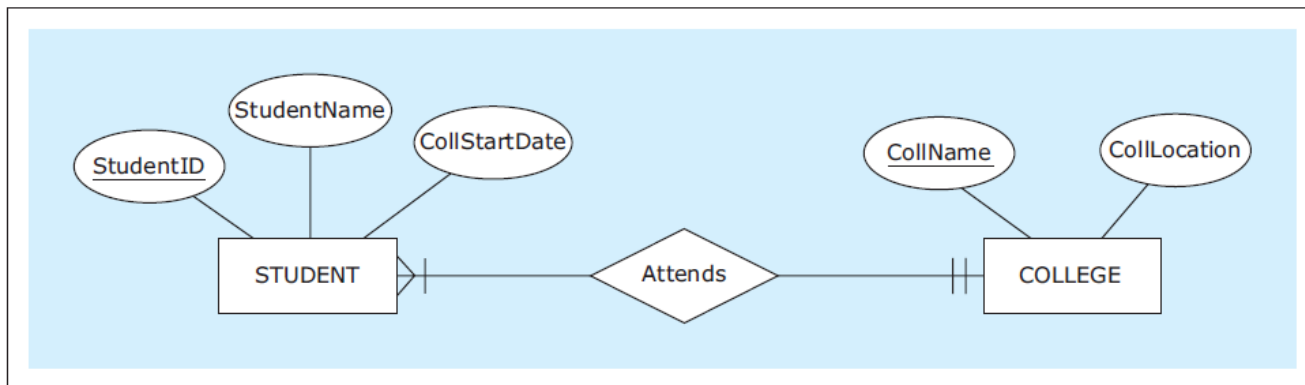 StudentName
CollStartDate
StudentID
CollName
CollLocation
STUDENT
Attends
COLLEGE